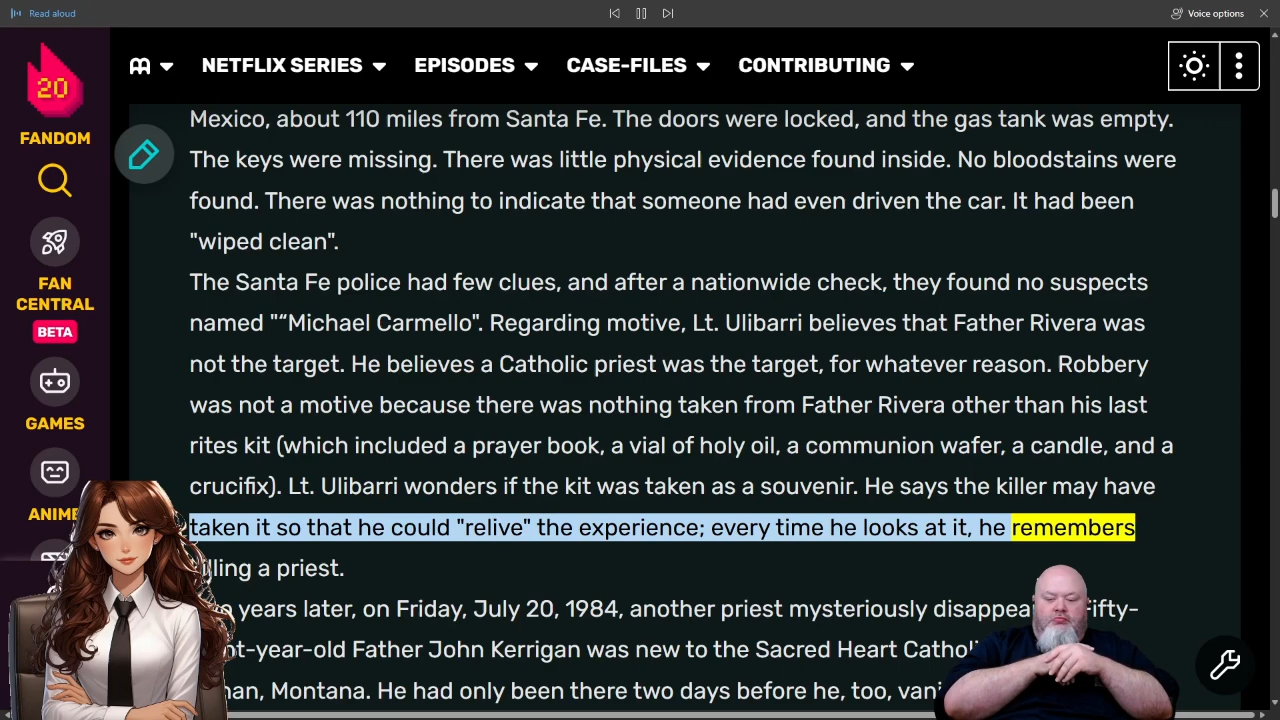 Read aloud
Voice options
20
FANDOM
FAN
CENTRAL
BETA
GAMES
ANIME
NETFLIX SERIES
EPISODES
CASE-FILES
CONTRIBUTING
Mexico, about 110 miles from Santa Fe. The doors were locked, and the gas tank was empty.
The keys were missing. There was little physical evidence found inside. No bloodstains were
found. There was nothing to indicate that someone had even driven the car. It had been
"wiped clean".
The Santa Fe police had few clues, and after a nationwide check, they found no suspects
named "“Michael Carmello". Regarding motive, Lt. Ulibarri believes that Father Rivera was
not the target. He believes a Catholic priest was the target, for whatever reason. Robbery
was not a motive because there was nothing taken from Father Rivera other than his last
rites kit (which included a prayer book, a vial of holy oil, a communion wafer, a candle, and a
crucifix). Lt. Ulibarri wonders if the kit was taken as a souvenir. He says the killer may have
taken it so that he could "relive" the experience; every time he looks at it, he remembers
illing a priest.
years later, on Friday, July 20, 1984, another priest mysteriously disappea Fifty-
t-year-old Father John Kerrigan was new to the Sacred Heart Catholi
nan, Montana. He had only been there two days before he, too, vani